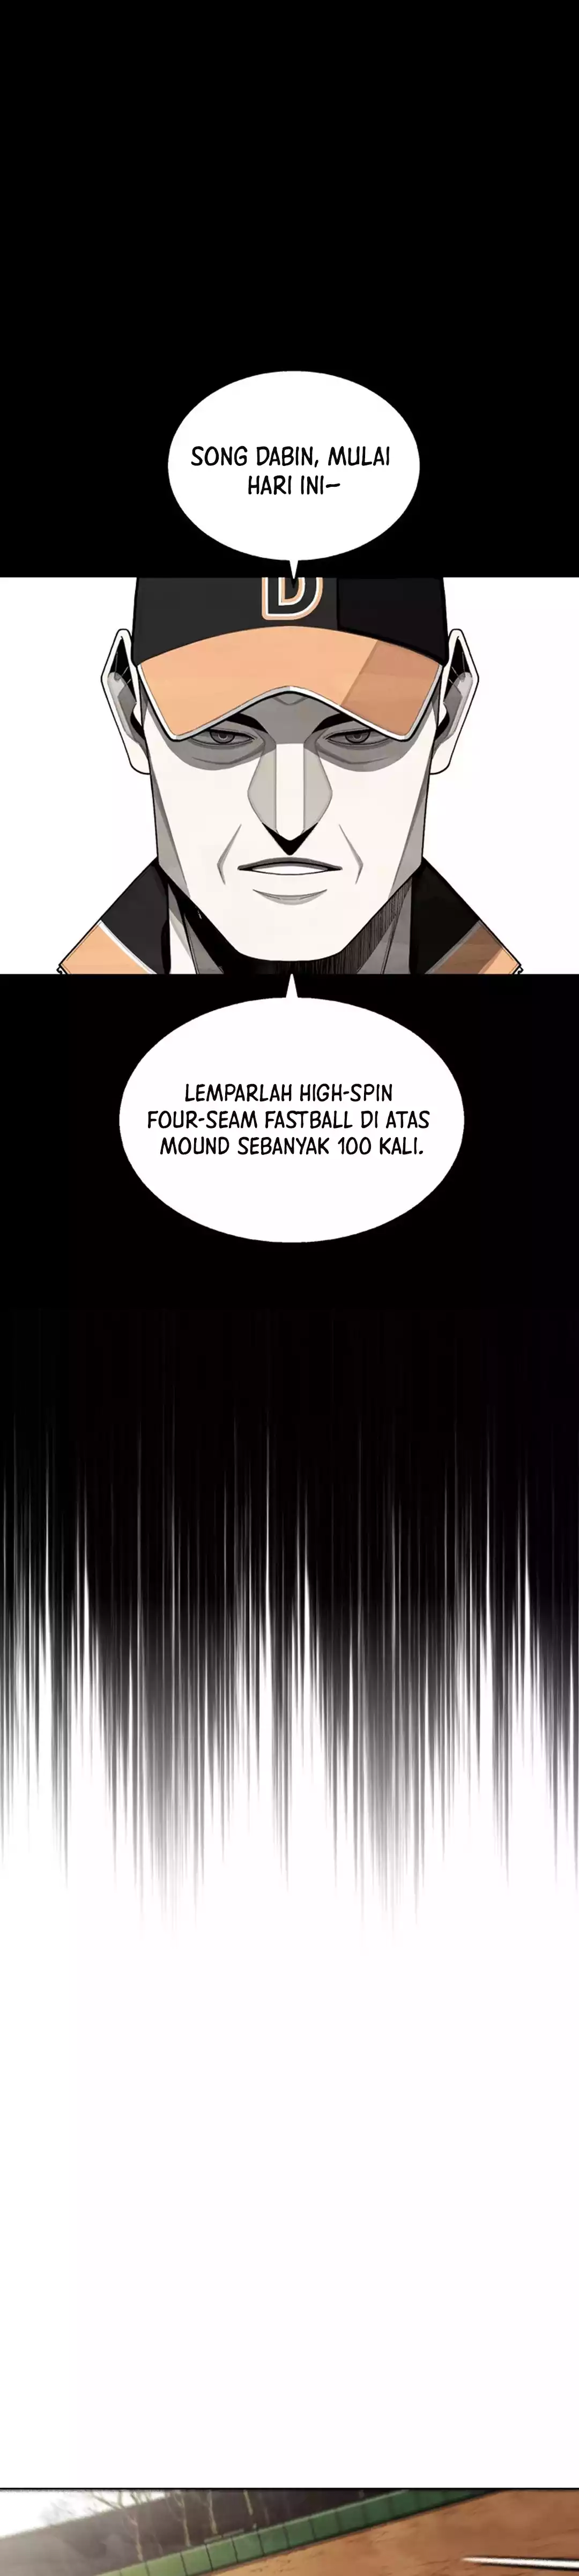 SONG DABIN, MULAI
HARI INI–
D
LEMPARLAH HIGH-SPIN
FOUR-SEAM FASTBALL DI ATAS
MOUND SEBANYAK 100 KALI.